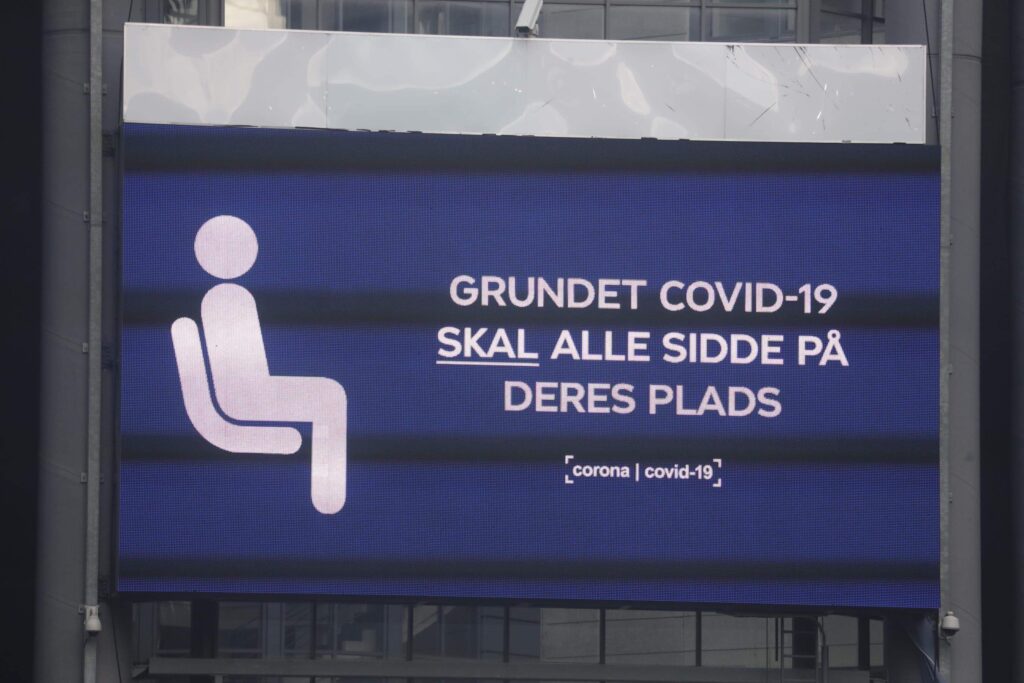 GRUNDET COVID-19
SKAL ALLE SIDDE PÅ
DERES PLADS
corona | covid-19